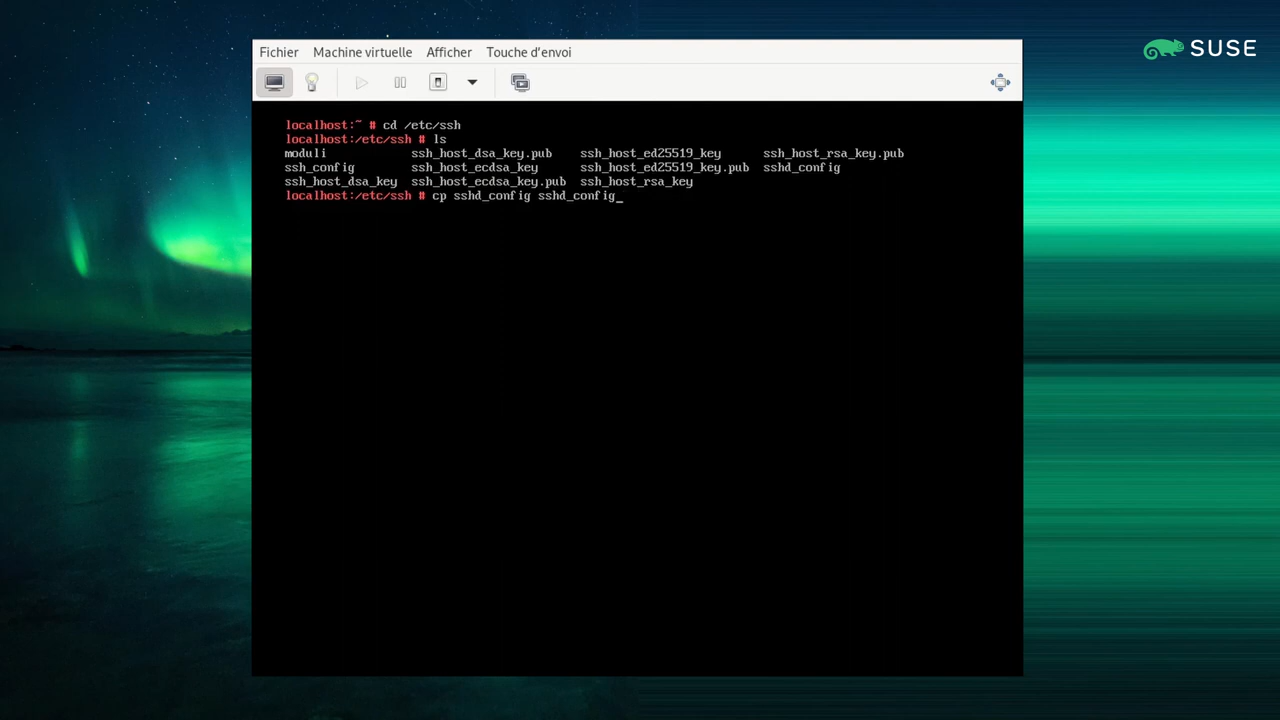 SUSE
Fichier Machine virtuelle Afficher Touche d'envoi
localhost:~ # cd /etc/ssh
localhost:/etc/ssh # ls
moduli ssh_host_dsa_key.pub ssh_host_ed25519_key ssh_host_rsa_key.pub
ssh_config ssh_host_ecdsa_key ssh_host_ed25519_key.pub sshd_config
ssh_host_dsa_key ssh_host_ecdsa_key.pub ssh_host_rsa_key
localhost:/etc/ssh # cp sshd_config sshd_config_